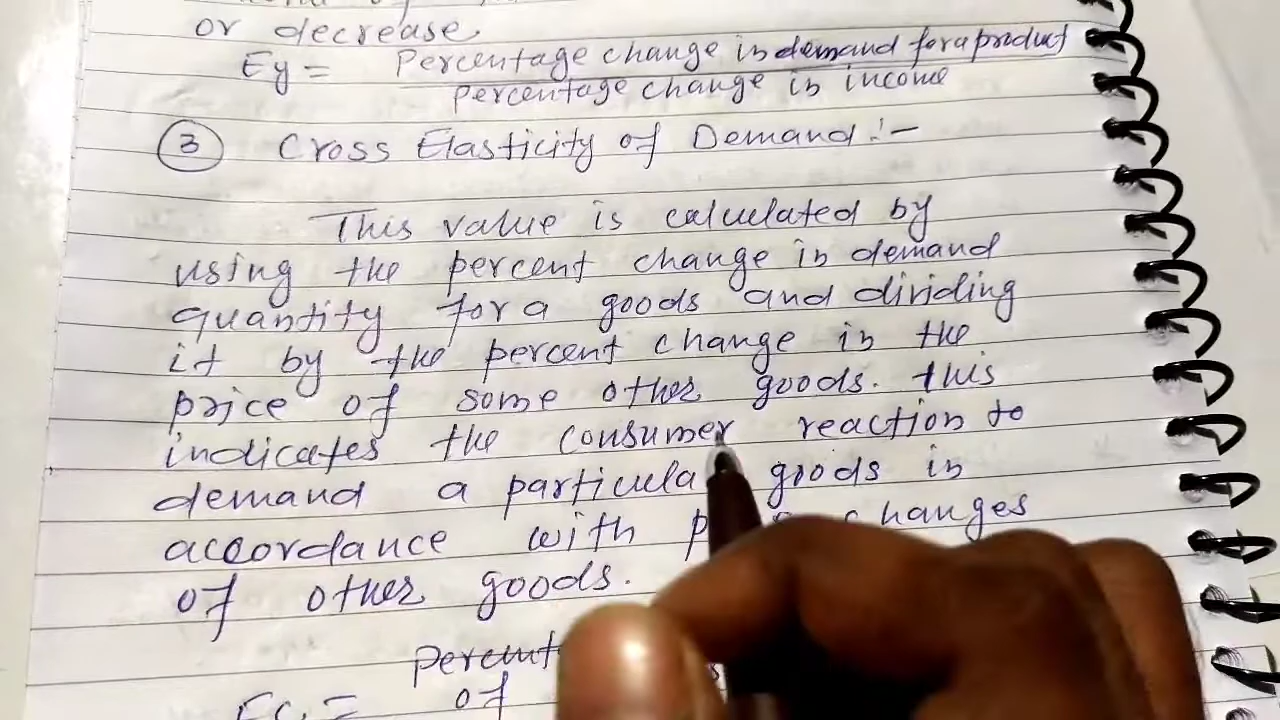 or decrease
Ey = Percentage change in demand for a product
Percentage change in income
3 Cross Elasticity of Demand :-
This value is calculated by
using the percent change in demand
quantity for a goods and dividing
it by the percent change in the
price of some other goods. this
indicates the consumer reaction to
demand a particula goods in
accordance with changes
of other goods.
of